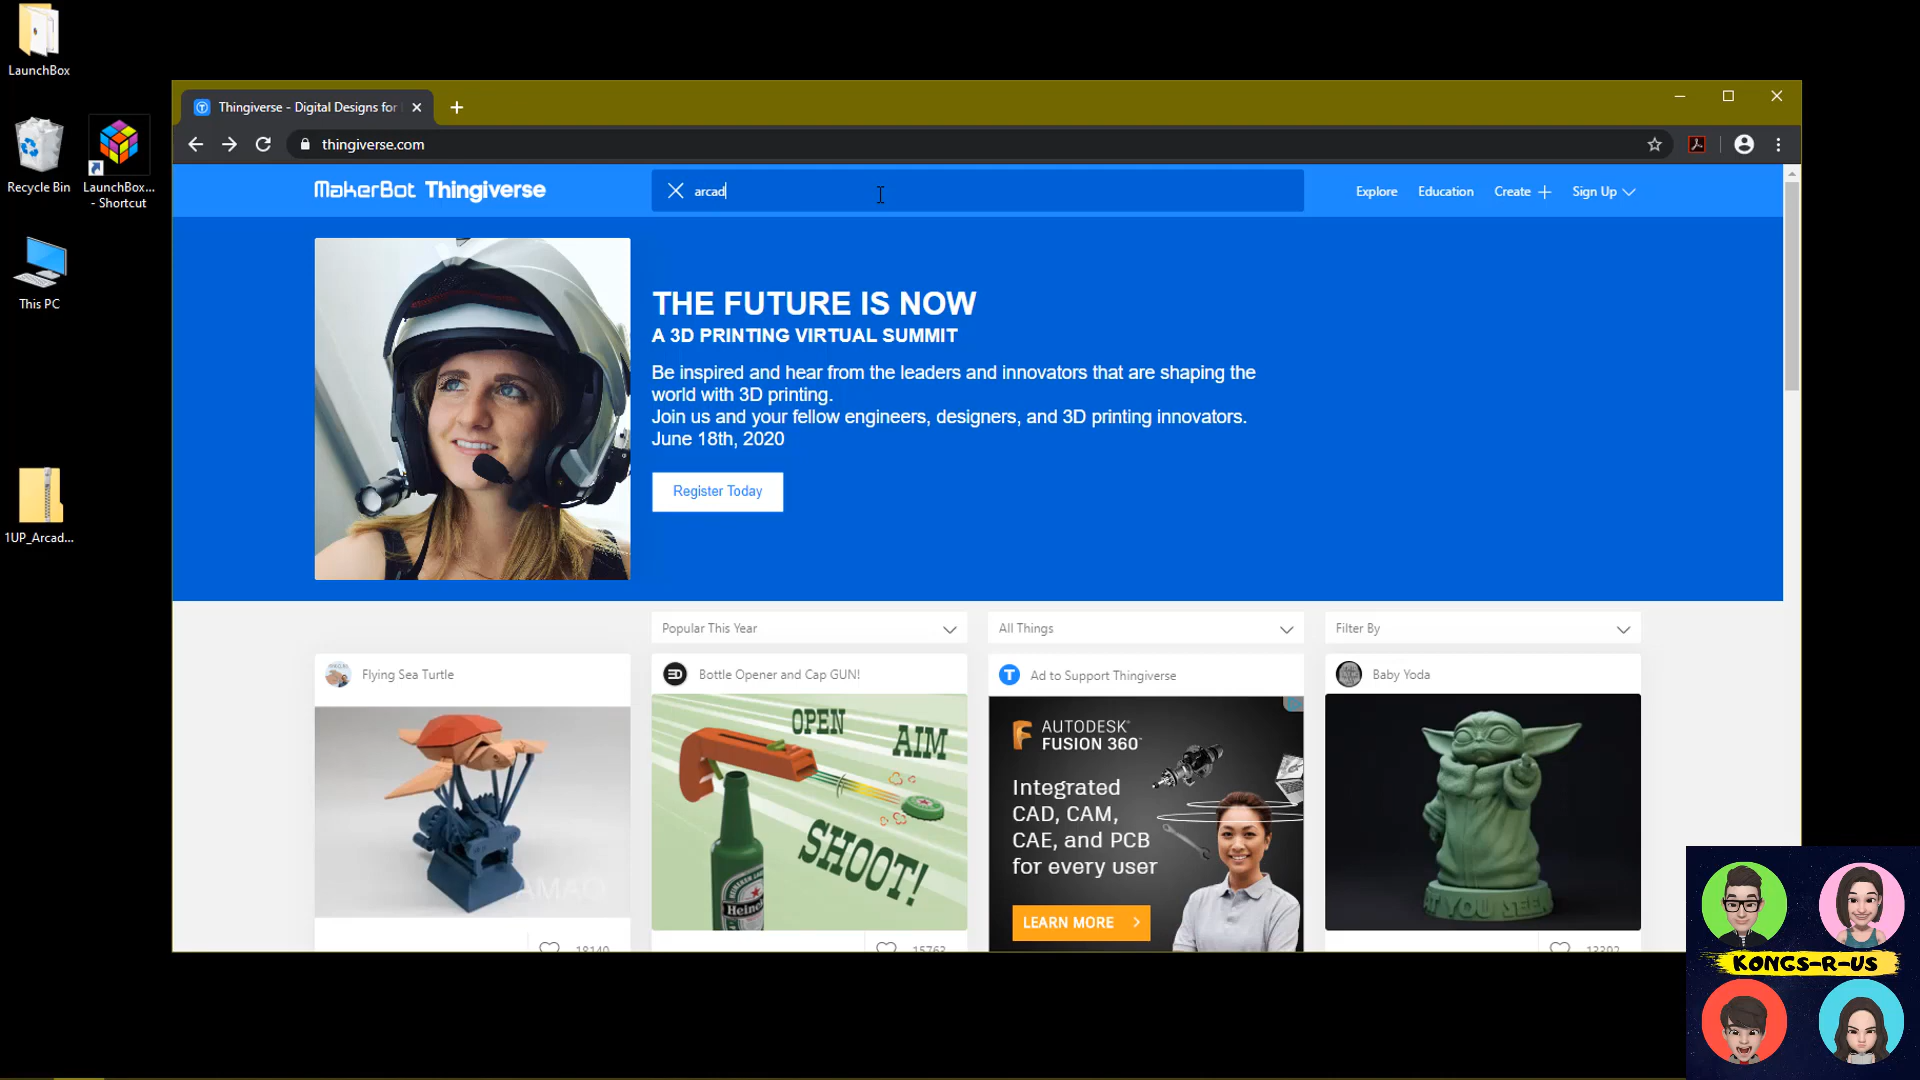 LaunchBox
Recycle Bin
LaunchBox...
- Shortcut
This PC
1UP_Arcad...
Thingiverse - Digital Designs for
thingiverse.com
MakerBot Thingiverse
arcad
Explore
Education
Create
Sign Up
THE FUTURE IS NOW
A 3D PRINTING VIRTUAL SUMMIT
Be inspired and hear from the leaders and innovators that are shaping the
world with 3D printing.
Join us and your fellow engineers, designers, and 3D printing innovators.
June 18th, 2020
Register Today
Popular This Year
All Things
Filter By
Flying Sea Turtle
Bottle Opener and Cap GUN!
Ad to Support Thingiverse
Baby Yoda
OPEN
AIM
SHOOT!
Heineken
AUTODESK
FUSION 360
Integrated
CAD, CAM,
CAE, and PCB
for every user
LEARN MORE
KONGS-R-US